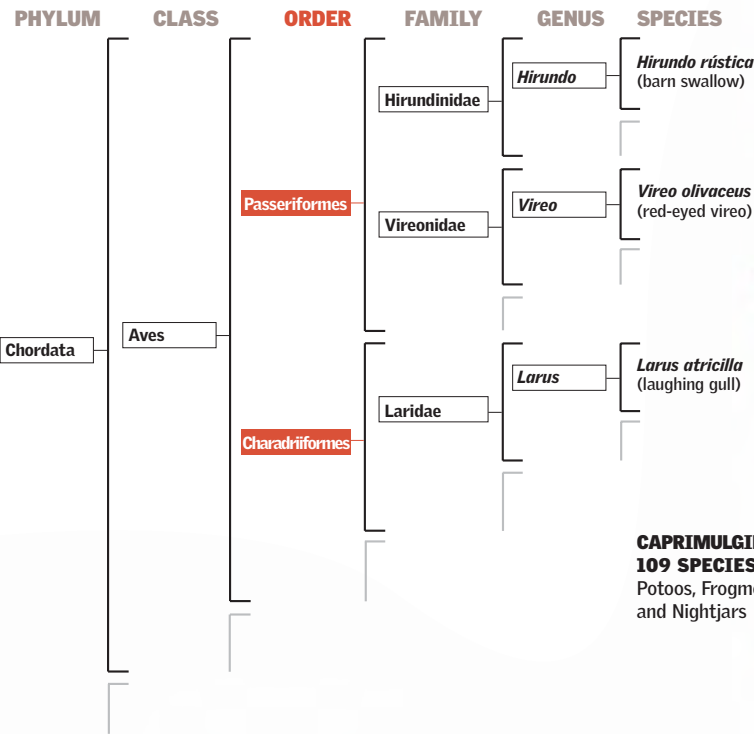 PHYLUM CLASS ORDER FAMILY GENUS SPECIES
Hirundo rústica
(barn swallow)
Hirundo
Hirundinidae
Vireo olivaceus
(red-eyed vireo)
Vireo
Passeriformes
Vireonidae
Aves
Chordata
Larus atricilla
(laughing gull)
Larus
Laridae
Charadriiformes
109 SPECIES
Potoos,
and Nightjars